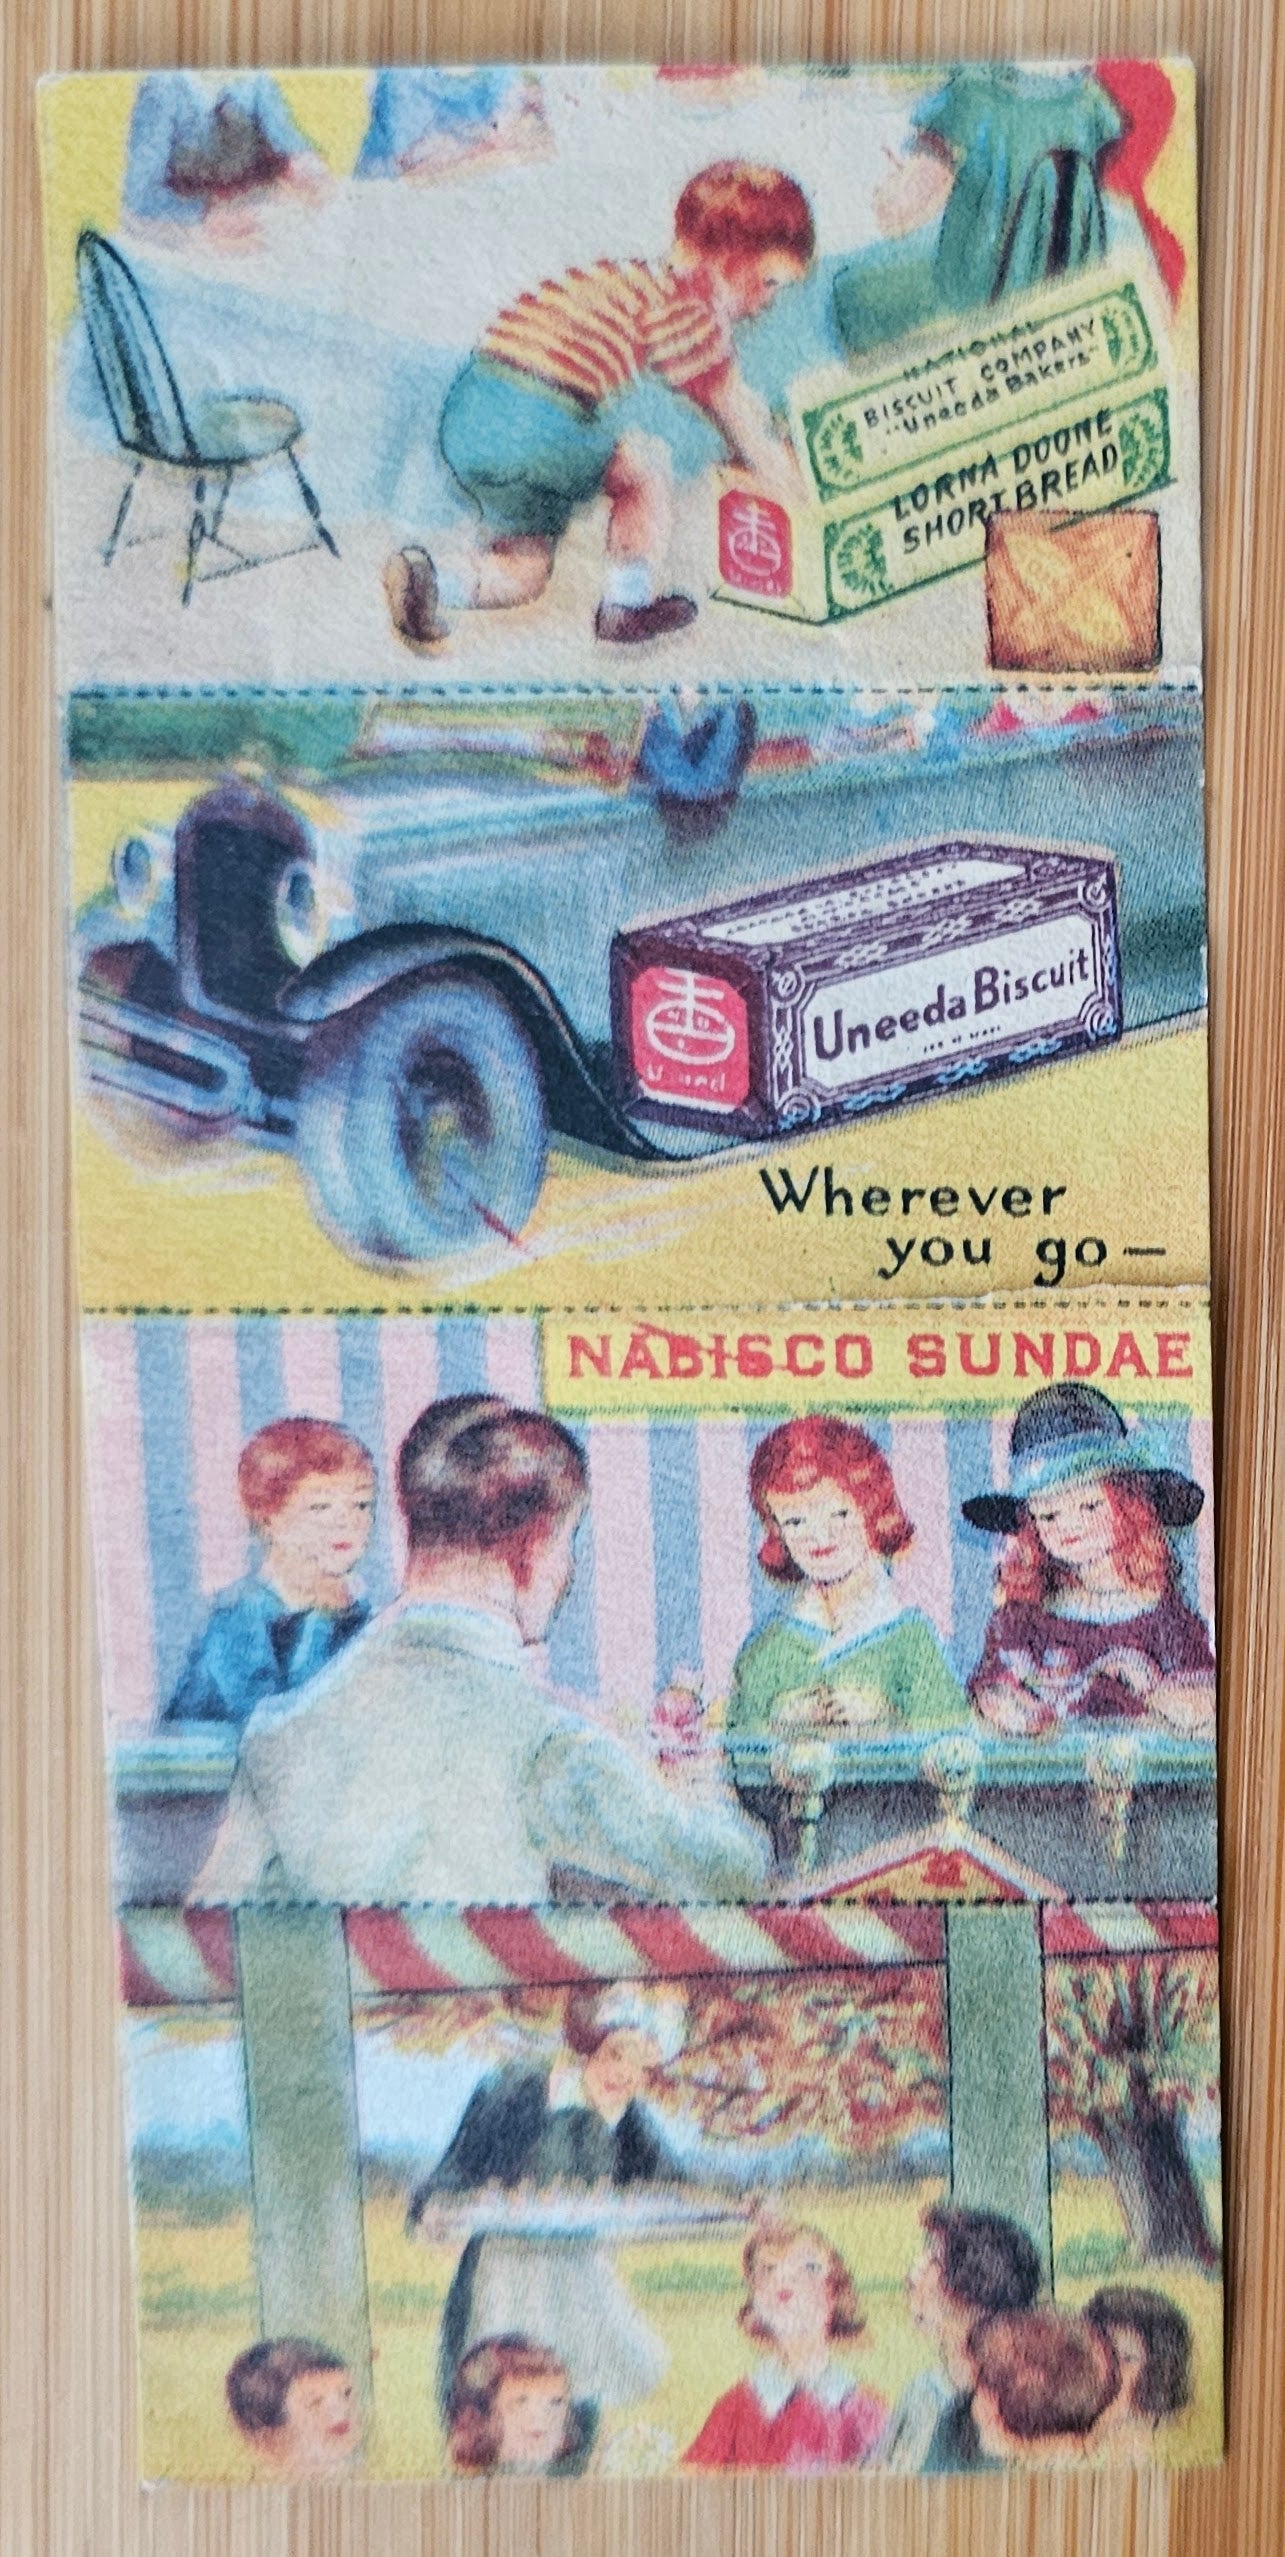 NATIONAL
BISCUIT COMPANY
"Uneeda Bakers"
LORNA DOONE
SHORTBREAD
Uneeda Biscuit
Wherever
you go—
NABISCO SUNDAE